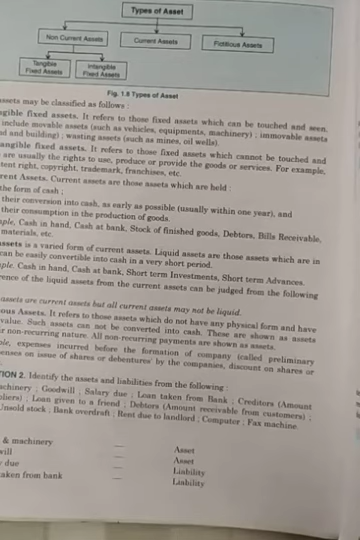 Types of Asset
Non Current Assets
Current Assets
Fictitious Assets
Tangible Fixed Assets
Intangible Fixed Assets
Fig. 1.8 Types of Asset
assets may be classified as follows :
gible fixed assets. It refers to those fixed assets which can be touched and seen.
include movable assets (such as vehicles, equipments, machinery) ; immovable assets
d and building) ; wasting assets (such as mines, oil wells).
angible fixed assets. It refers to those fixed assets which cannot be touched and
are usually the rights to use, produce or provide the goods or services. For example,
tent right, copyright, trademark, franchises, etc.
rent Assets. Current assets are those assets which are held :
the form of cash ;
their conversion into cash, as early as possible (usually within one year), and
their consumption in the production of goods.
ple, Cash in hand, Cash at bank, Stock of finished goods, Debtors, Bills Receivable,
materials, etc.
assets is a varied form of current assets. Liquid assets are those assets which are in
can be easily convertible into cash in a very short period.
ple, Cash in hand, Cash at bank, Short term Investments, Short term Advances.
rence of the liquid assets from the current assets can be judged from the following
assets are current assets but all current assets may not be liquid.
ous Assets. It refers to those assets which do not have any physical form and have
value. Such assets can not be converted into cash. These are shown as assets
r non-recurring nature. All non-recurring payments are shown as assets.
ple, expenses incurred before the formation of company (called preliminary
enses on issue of shares or debentures' by the companies, discount on shares or
TION 2. Identify the assets and liabilities from the following :
achinery ; Goodwill ; Salary due ; Loan taken from Bank ; Creditors (Amount
pliers) ; Loan given to a friend ; Debtors (Amount receivable from customers) ;
Unsold stock ; Bank overdraft ; Rent due to landlord ; Computer ; Fax machine.
& machinery — Asset
will — Asset
y due — Liability
taken from bank — Liability